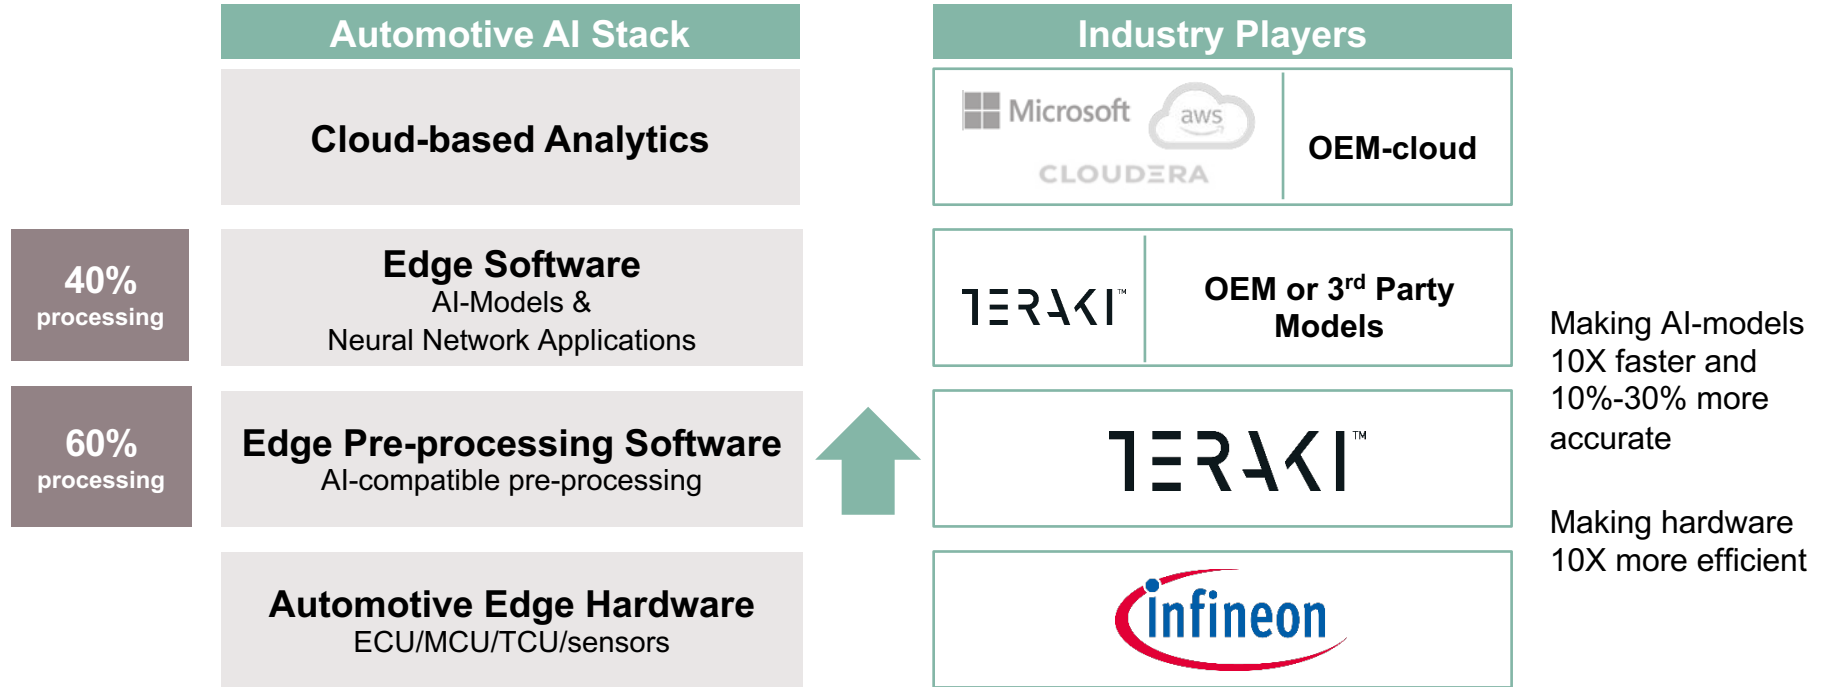 Automotive AI Stack
Industry Players
Cloud-based Analytics
Microsoft
aws
CLOUDERA
OEM-cloud
40%
processing
Edge Software
AI-Models &
Neural Network Applications
TERAKI™
OEM or 3rd Party
Models
60%
processing
Edge Pre-processing Software
AI-compatible pre-processing
TERAKI™
Making AI-models
10X faster and
10%-30% more
accurate
Making hardware
10X more efficient
Automotive Edge Hardware
ECU/MCU/TCU/sensors
infineon